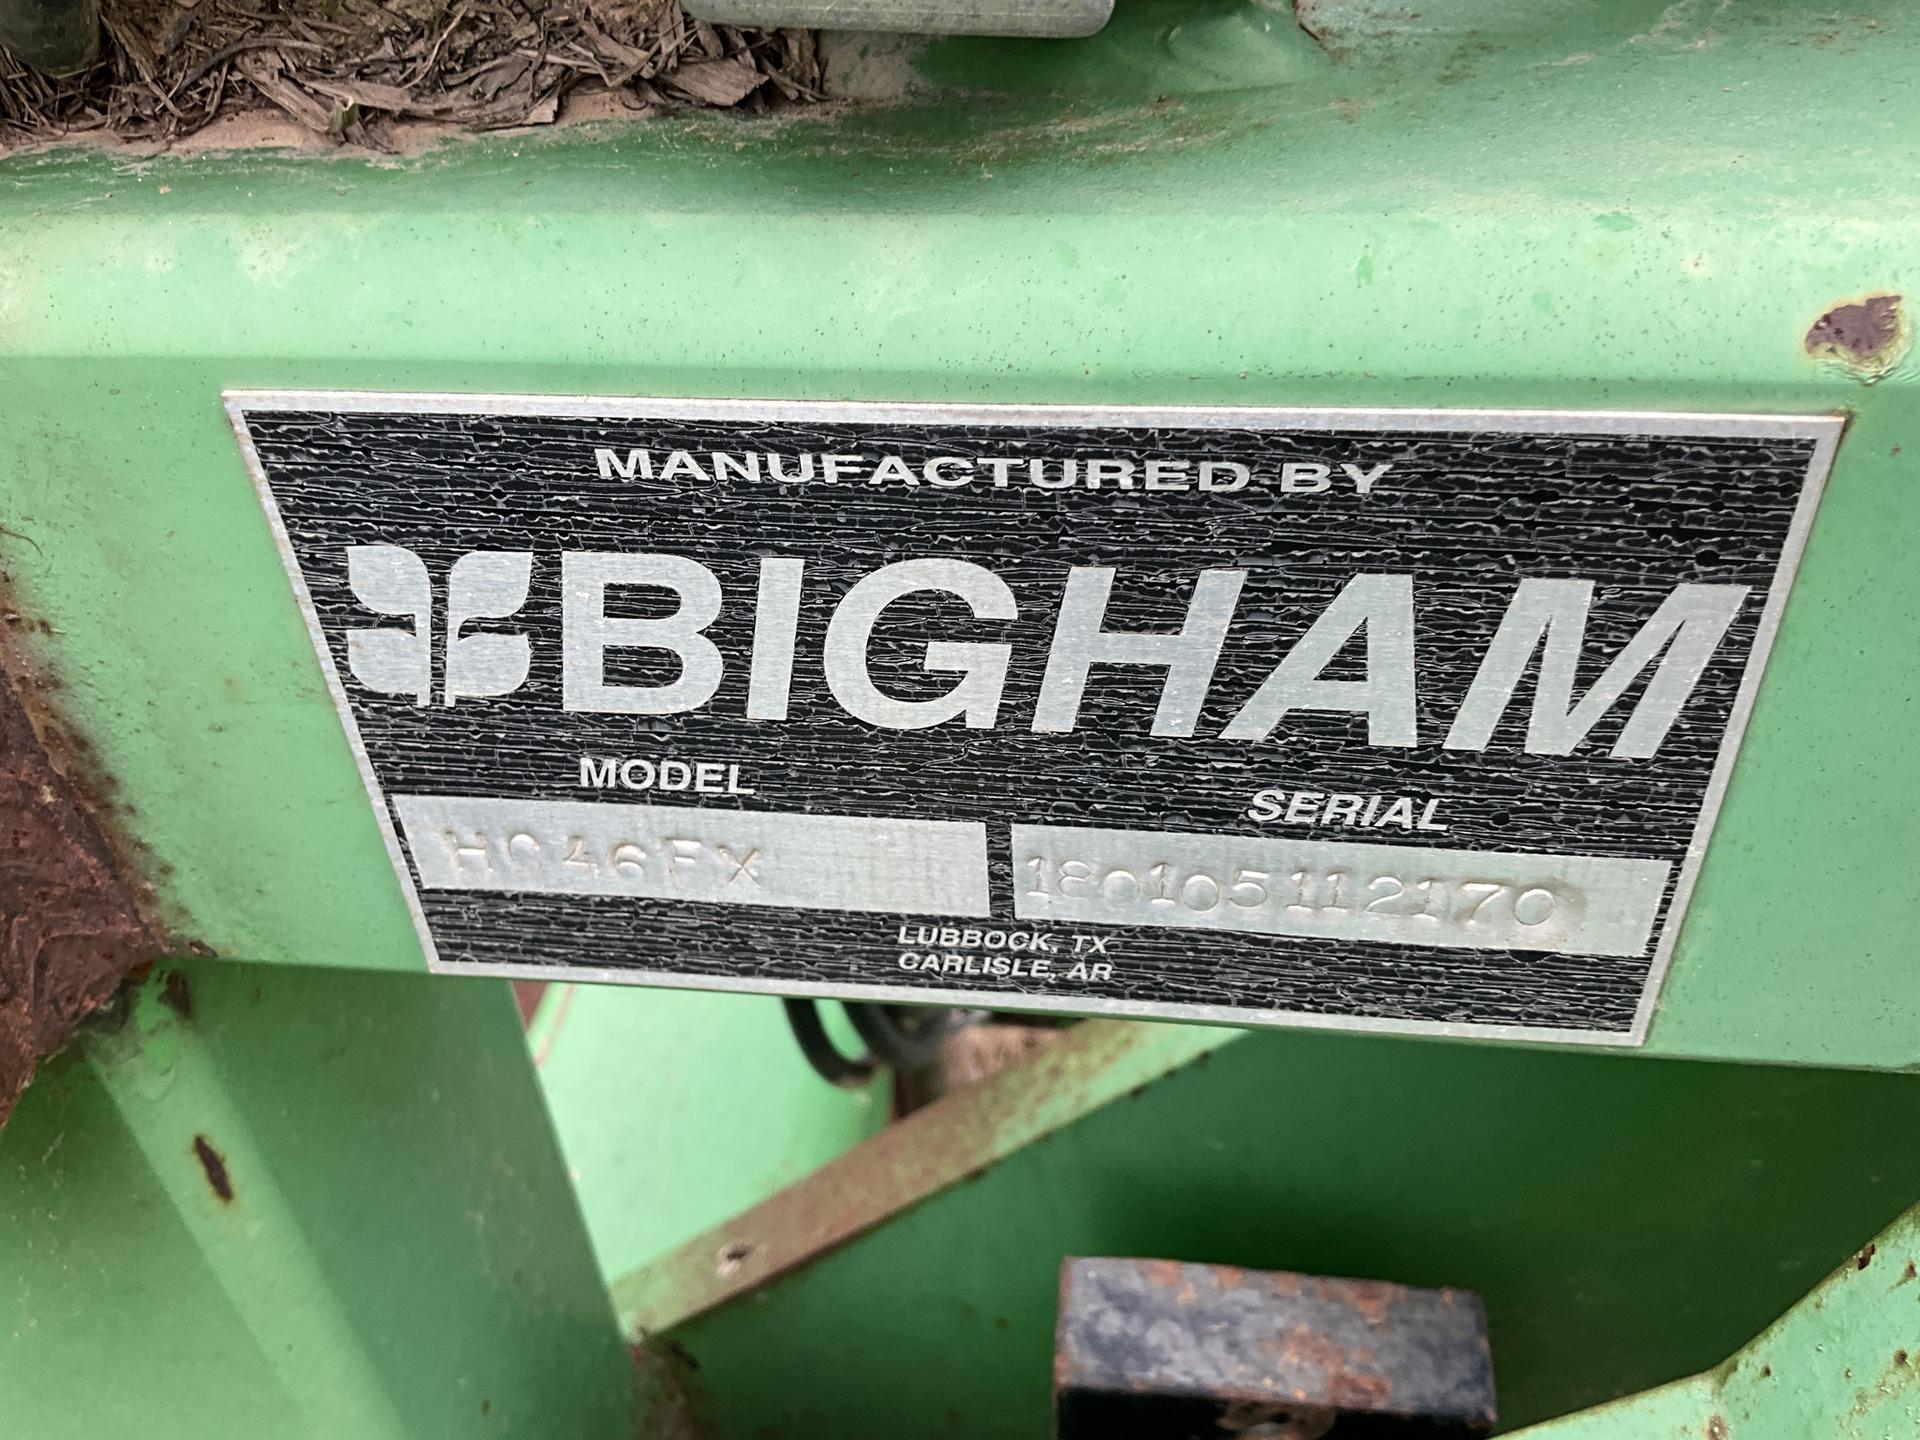 MANUFACTURED BY
BIGHAM
MODEL
SERIAL
HC46FX
180105112170
LUBBOCK, TX
CARLISLE, AR